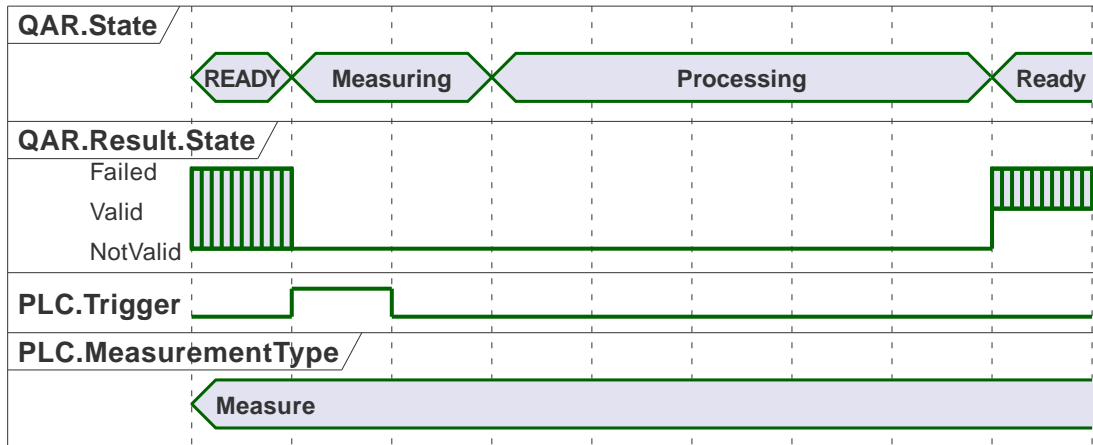 QAR.State
READY Measuring Processing Ready
QAR.Result.State
Failed
Valid
NotValid
PLC.Trigger
PLC.MeasurementType
Measure